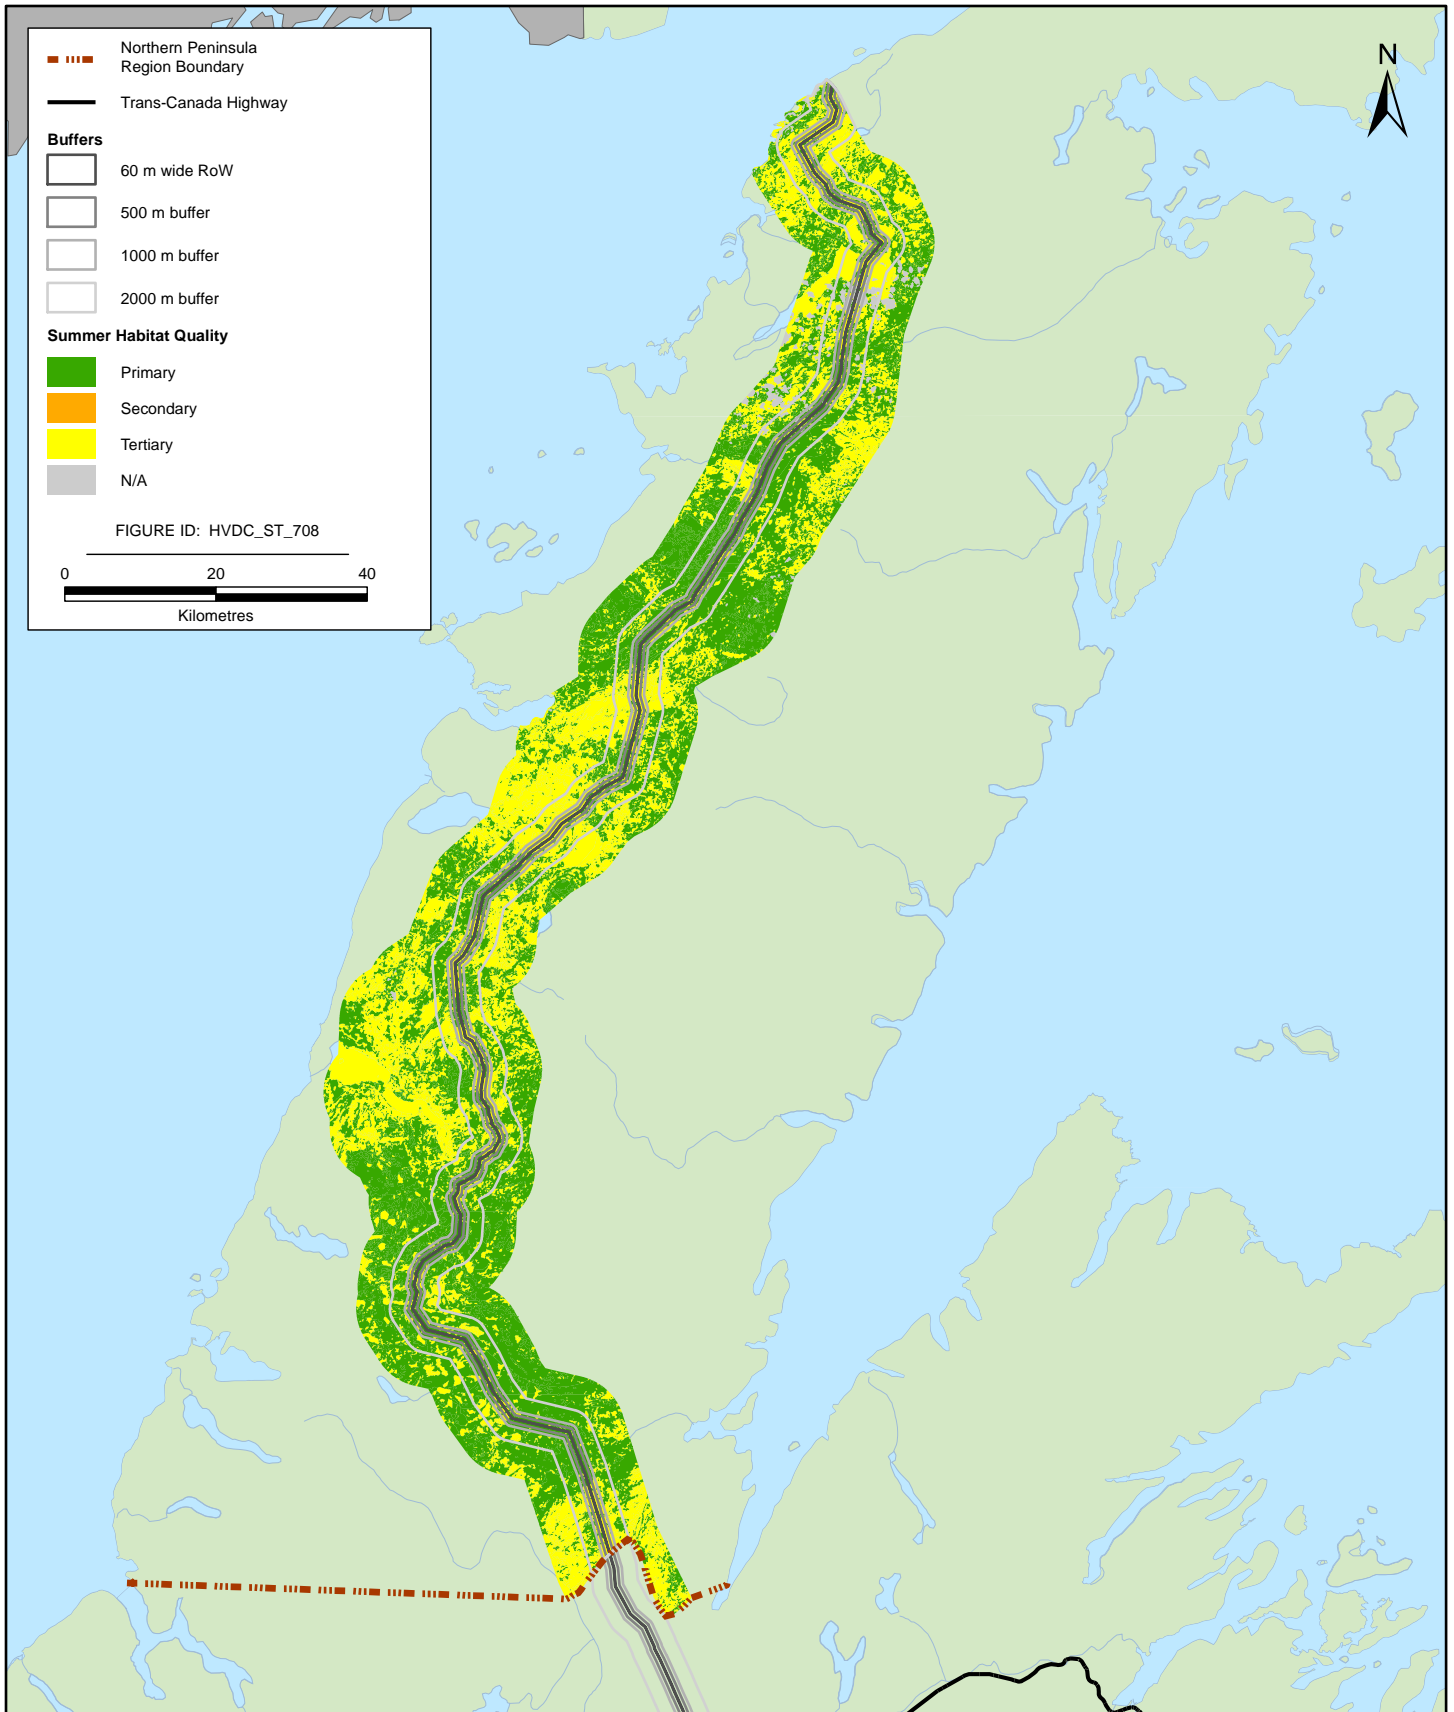 Northern Peninsula
Region Boundary
Trans-Canada Highway
Buffers
60 m wide RoW
500 m buffer
1000 m buffer
2000 m buffer
Summer Habitat Quality
Primary
Secondary
Tertiary
N/A
FIGURE ID: HVDC_ST_708
0 20 40
Kilometres
N